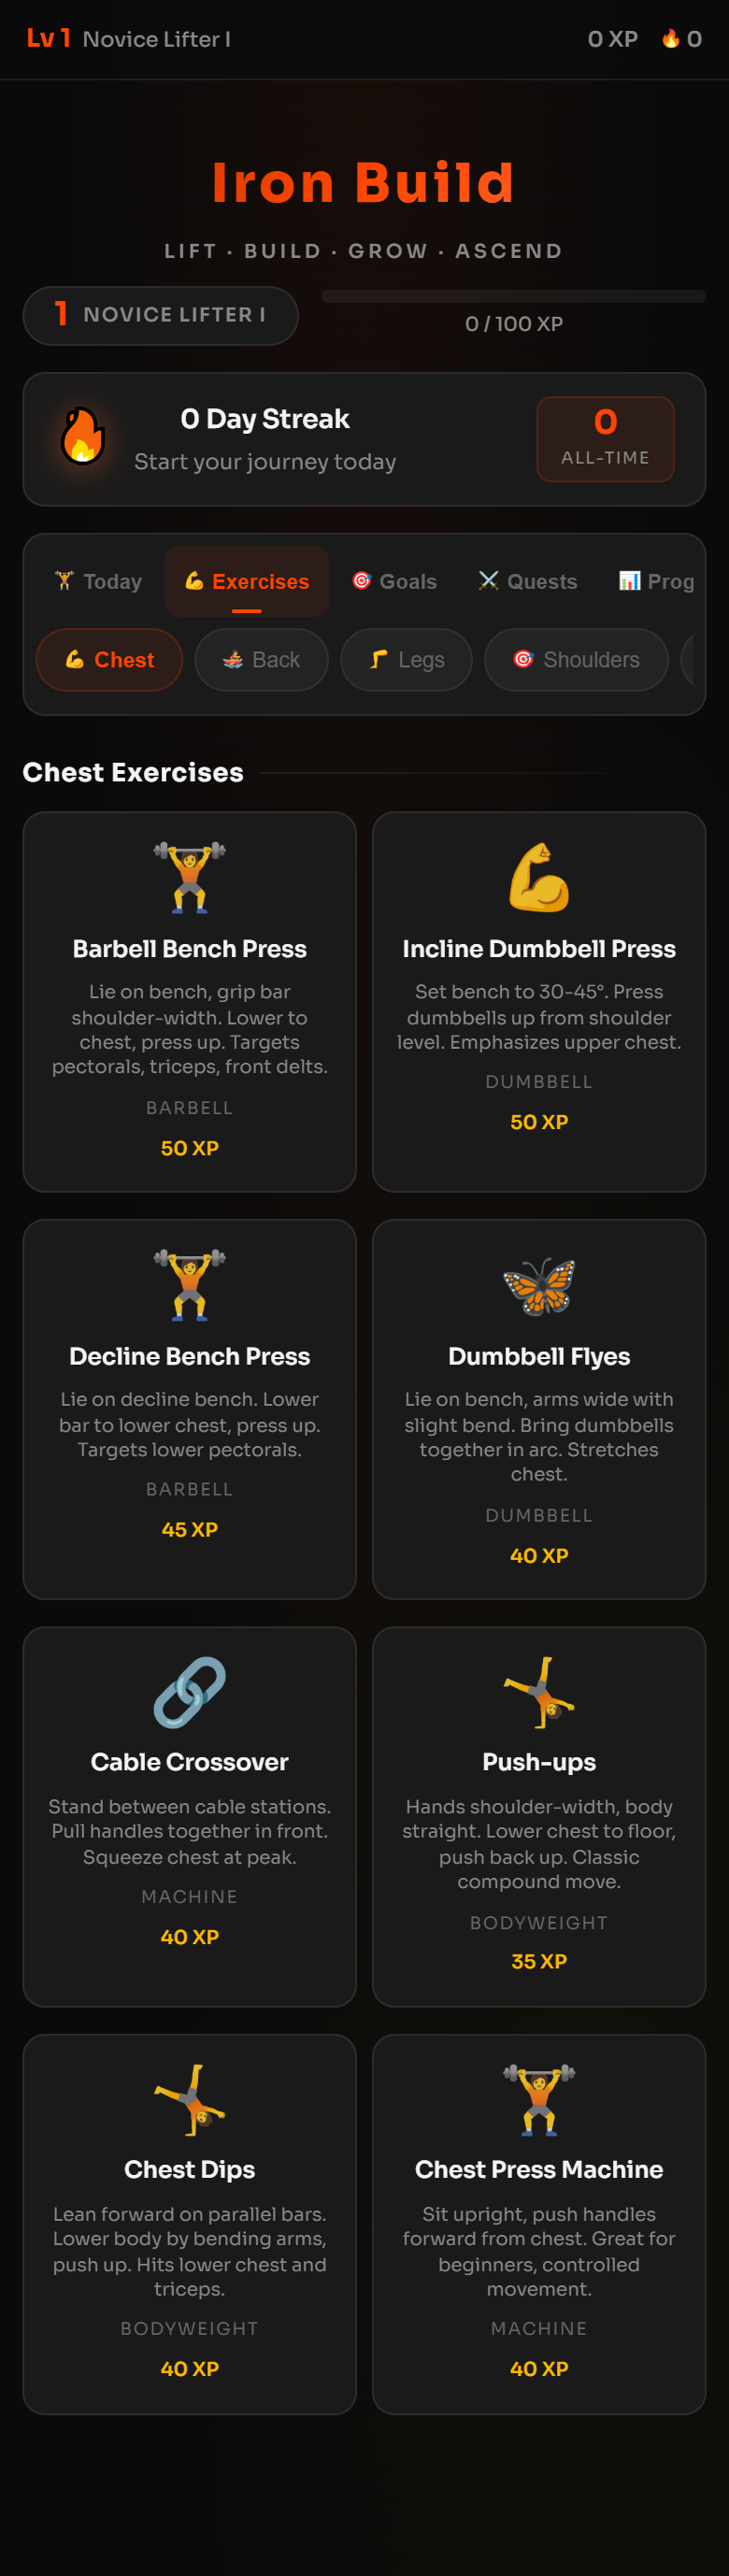 Lv 1 Novice Lifter I 0 XP 🔥 0
Iron Build
LIFT · BUILD · GROW · ASCEND
1 NOVICE LIFTER I
0 / 100 XP
0 Day Streak
Start your journey today
0
ALL-TIME
Today Exercises Goals Quests Prog
Chest Back Legs Shoulders
Chest Exercises
Barbell Bench Press
Lie on bench, grip bar
shoulder-width. Lower to
chest, press up. Targets
pectorals, triceps, front delts.
BARBELL
50 XP
Incline Dumbbell Press
Set bench to 30-45°. Press
dumbbells up from shoulder
level. Emphasizes upper chest.
DUMBBELL
50 XP
Decline Bench Press
Lie on decline bench. Lower
bar to lower chest, press up.
Targets lower pectorals.
BARBELL
45 XP
Dumbbell Flyes
Lie on bench, arms wide with
slight bend. Bring dumbbells
together in arc. Stretches
chest.
DUMBBELL
40 XP
Cable Crossover
Stand between cable stations.
Pull handles together in front.
Squeeze chest at peak.
MACHINE
40 XP
Push-ups
Hands shoulder-width, body
straight. Lower chest to floor,
push back up. Classic
compound move.
BODYWEIGHT
35 XP
Chest Dips
Lean forward on parallel bars.
Lower body by bending arms,
push up. Hits lower chest and
triceps.
BODYWEIGHT
40 XP
Chest Press Machine
Sit upright, push handles
forward from chest. Great for
beginners, controlled
movement.
MACHINE
40 XP